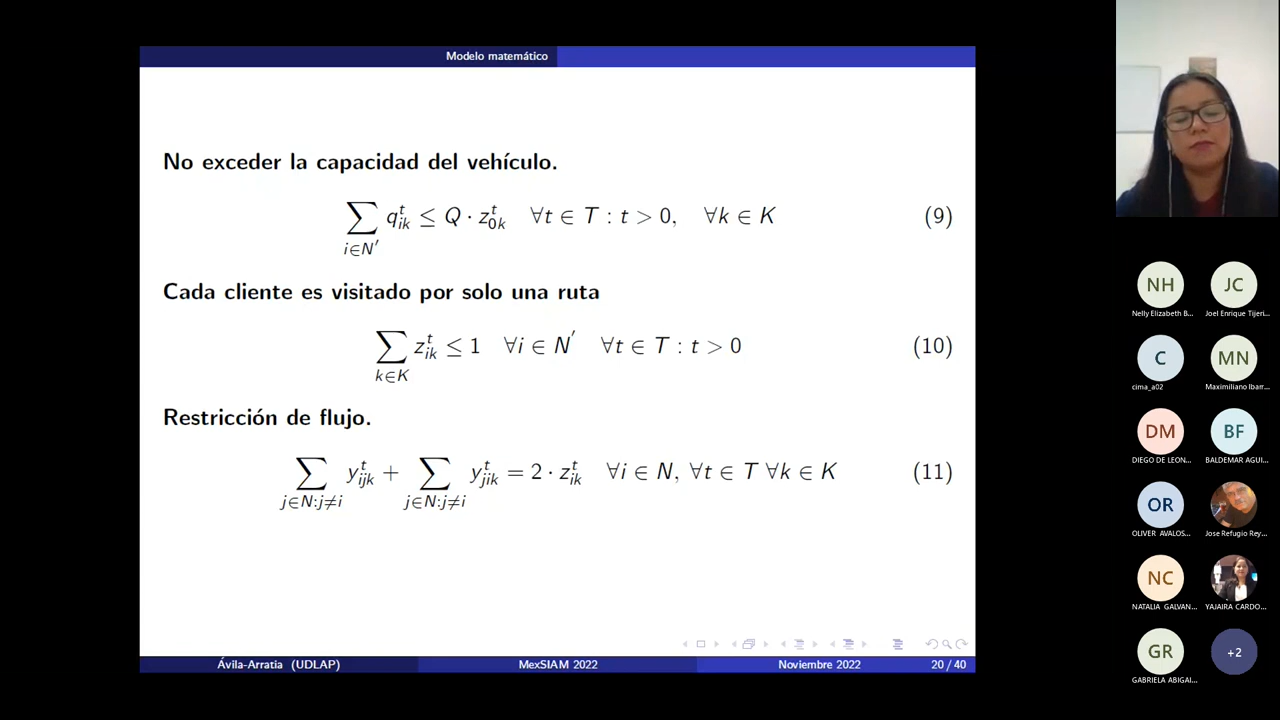 Modelo matemático
No exceder la capacidad del vehículo.
∑_{i∈N′} q^t_{ik} ≤ Q · z^t_{0k} ∀t ∈ T : t > 0, ∀k ∈ K (9)
Cada cliente es visitado por solo una ruta
∑_{k∈K} z^t_{ik} ≤ 1 ∀i ∈ N′ ∀t ∈ T : t > 0 (10)
Restricción de flujo.
∑_{j∈N:j≠i} y^t_{ijk} + ∑_{j∈N:j≠i} y^t_{jik} = 2 · z^t_{ik} ∀i ∈ N, ∀t ∈ T ∀k ∈ K (11)
Ávila-Arratia (UDLAP) MexSIAM 2022 Noviembre 2022 20 / 40
NH JC
Nelly Elizabeth B... Joel Enrique Tijeri...
C MN
cima_a02 Maximiliano Ibarr...
DM BF
DIEGO DE LEON... BALDEMAR AGUI...
OR
OLIVER AVALOS... Jose Refugio Rey...
NC
NATALIA GALVAN... YAJAIRA CARDO...
GR +2
GABRIELA ABIGAI...